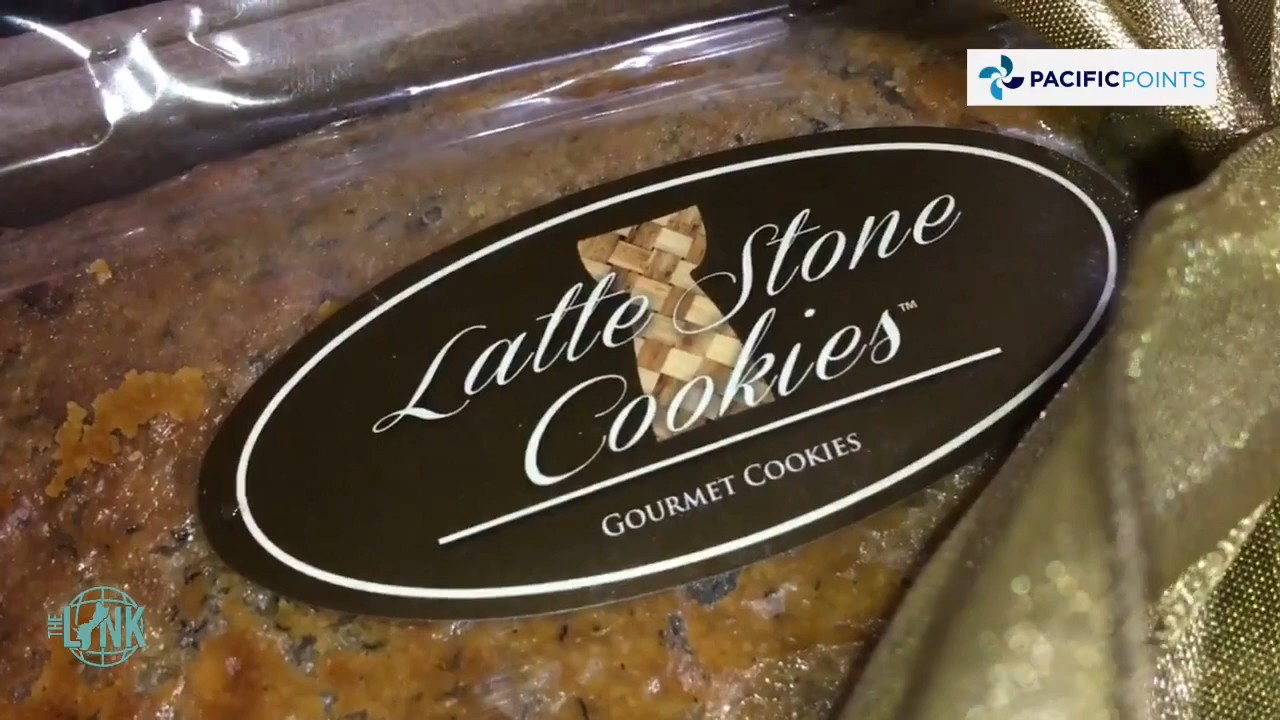 PACIFICPOINTS
Latte Stone
Cookies™
GOURMET COOKIES
THE LINK